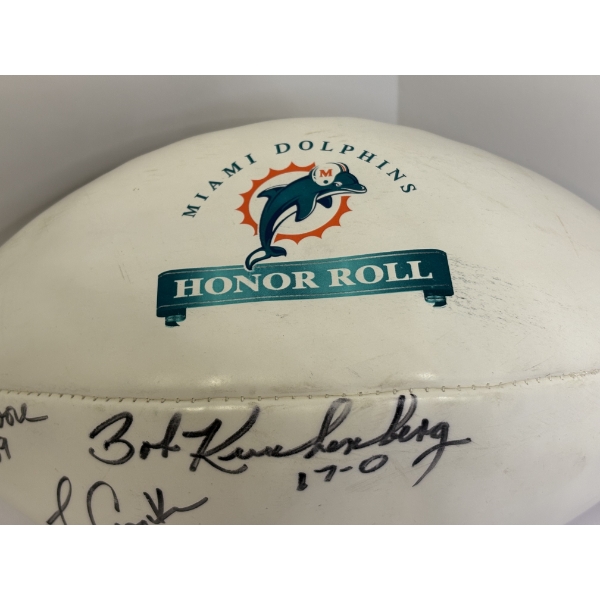 MIAMI DOLPHINS
M
HONOR ROLL
Bob Kuechenberg
17-0